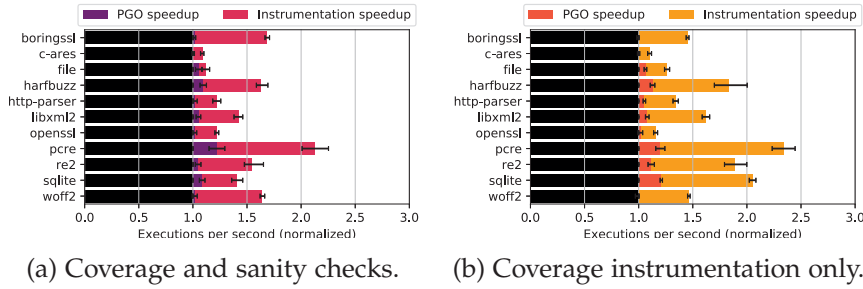 PGO speedup Instrumentation speedup
boringssl
c-ares
file
harfbuzz
http-parser
libxml2
openssl
pcre
re2
sqlite
woff2
0.0 0.5 1.0 1.5 2.0 2.5 3.0
Executions per second (normalized)
(a) Coverage and sanity checks.
PGO speedup Instrumentation speedup
boringssl
c-ares
file
harfbuzz
http-parser
libxml2
openssl
pcre
re2
sqlite
woff2
0.0 0.5 1.0 1.5 2.0 2.5 3.0
Executions per second (normalized)
(b) Coverage instrumentation only.